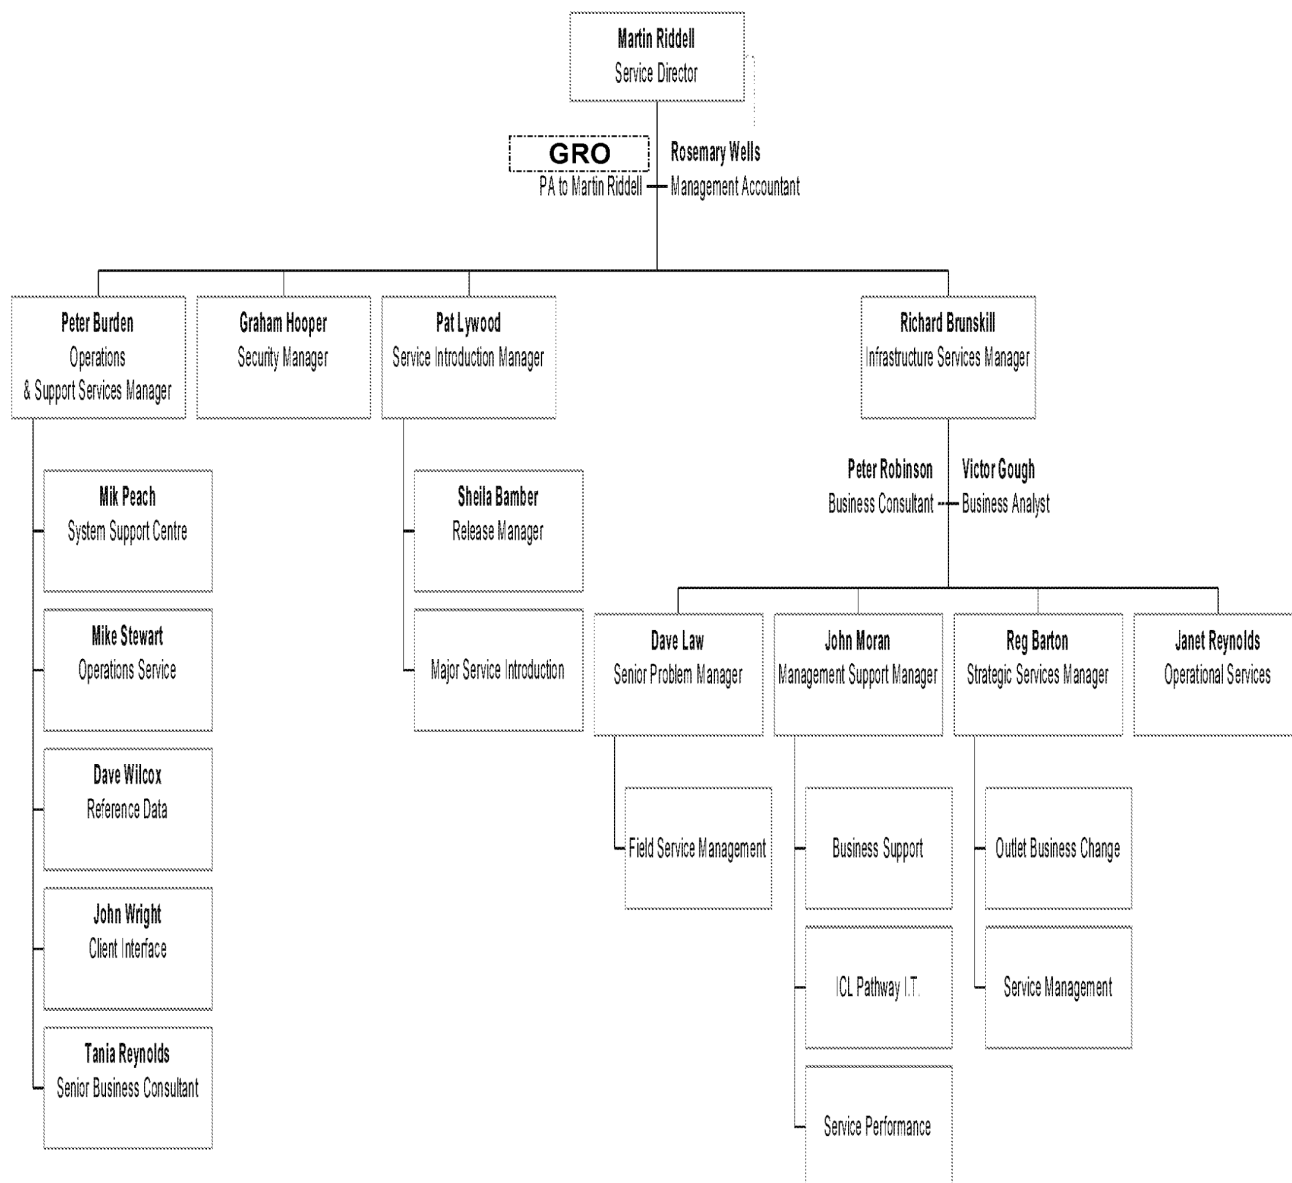 Martin Riddell
Service Director
GRO
PA to Martin Riddell
Rosemary Wells
Management Accountant
Peter Burden
Operations
& Support Services Manager
Graham Hooper
Security Manager
Pat Lywood
Service Introduction Manager
Richard Brunskill
Infrastructure Services Manager
Mik Peach
System Support Centre
Mike Stewart
Operations Service
Dave Wilcox
Reference Data
John Wright
Client Interface
Tania Reynolds
Senior Business Consultant
Sheila Bamber
Release Manager
Major Service Introduction
Peter Robinson
Business Consultant
Victor Gough
Business Analyst
Dave Law
Senior Problem Manager
John Moran
Management Support Manager
Reg Barton
Strategic Services Manager
Janet Reynolds
Operational Services
Field Service Management
Business Support
ICL Pathway I.T.
Service Performance
Outlet Business Change
Service Management